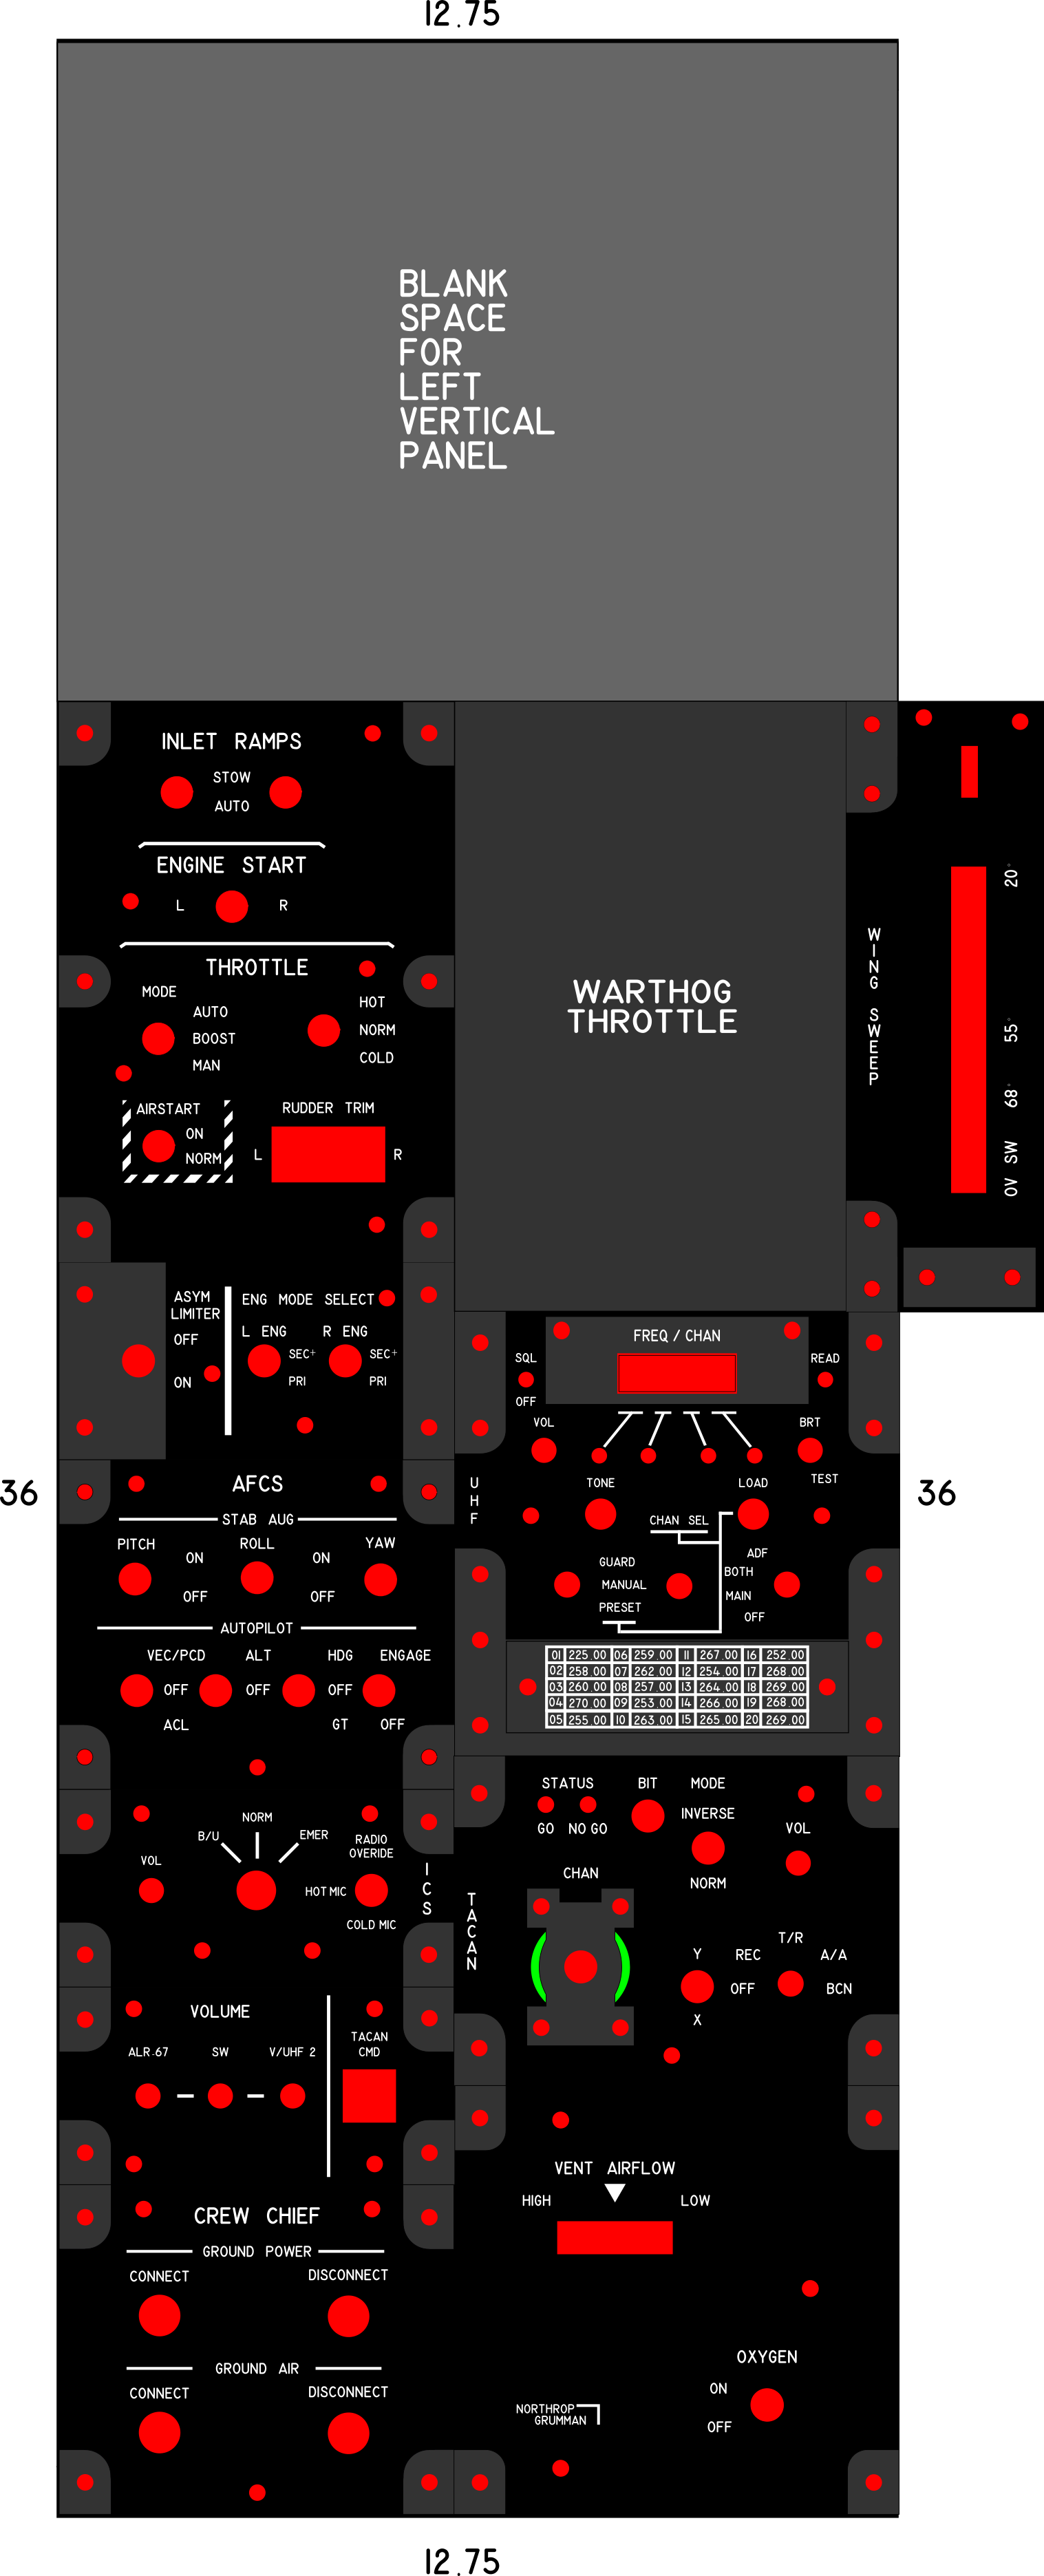 12.75
BLANK
SPACE
FOR
LEFT
VERTICAL
PANEL
INLET RAMPS
STOW
AUTO
ENGINE START
L R
THROTTLE
MODE
AUTO
BOOST
MAN
HOT
NORM
COLD
AIRSTART
ON
NORM
RUDDER TRIM
L R
WARTHOG
THROTTLE
WING SWEEP
20°
55°
68°
OV SW
ASYM
LIMITER
OFF
ON
ENG MODE SELECT
L ENG R ENG
SEC+ SEC+
PRI PRI
FREQ / CHAN
SQL
OFF
READ
VOL
BRT
TEST
UHF
TONE
LOAD
CHAN SEL
GUARD
MANUAL
PRESET
ADF
BOTH
MAIN
OFF
01 225.00 06 259.00 11 267.00 16 252.00
02 258.00 07 262.00 12 254.00 17 268.00
03 260.00 08 257.00 13 264.00 18 269.00
04 270.00 09 253.00 14 266.00 19 268.00
05 255.00 10 263.00 15 265.00 20 269.00
36
36
AFCS
STAB AUG
PITCH ROLL YAW
ON ON
OFF OFF
AUTOPILOT
VEC/PCD ALT HDG ENGAGE
OFF OFF OFF
ACL GT OFF
NORM
B/U EMER
VOL
RADIO
OVERIDE
HOT MIC
COLD MIC
ICS
STATUS
GO NO GO
BIT
MODE
INVERSE
NORM
VOL
CHAN
TACAN
Y
X
T/R
REC A/A
OFF BCN
VOLUME
ALR-67 SW V/UHF 2
TACAN
CMD
VENT AIRFLOW
HIGH LOW
CREW CHIEF
GROUND POWER
CONNECT DISCONNECT
GROUND AIR
CONNECT DISCONNECT
OXYGEN
ON
OFF
NORTHROP
GRUMMAN
12.75